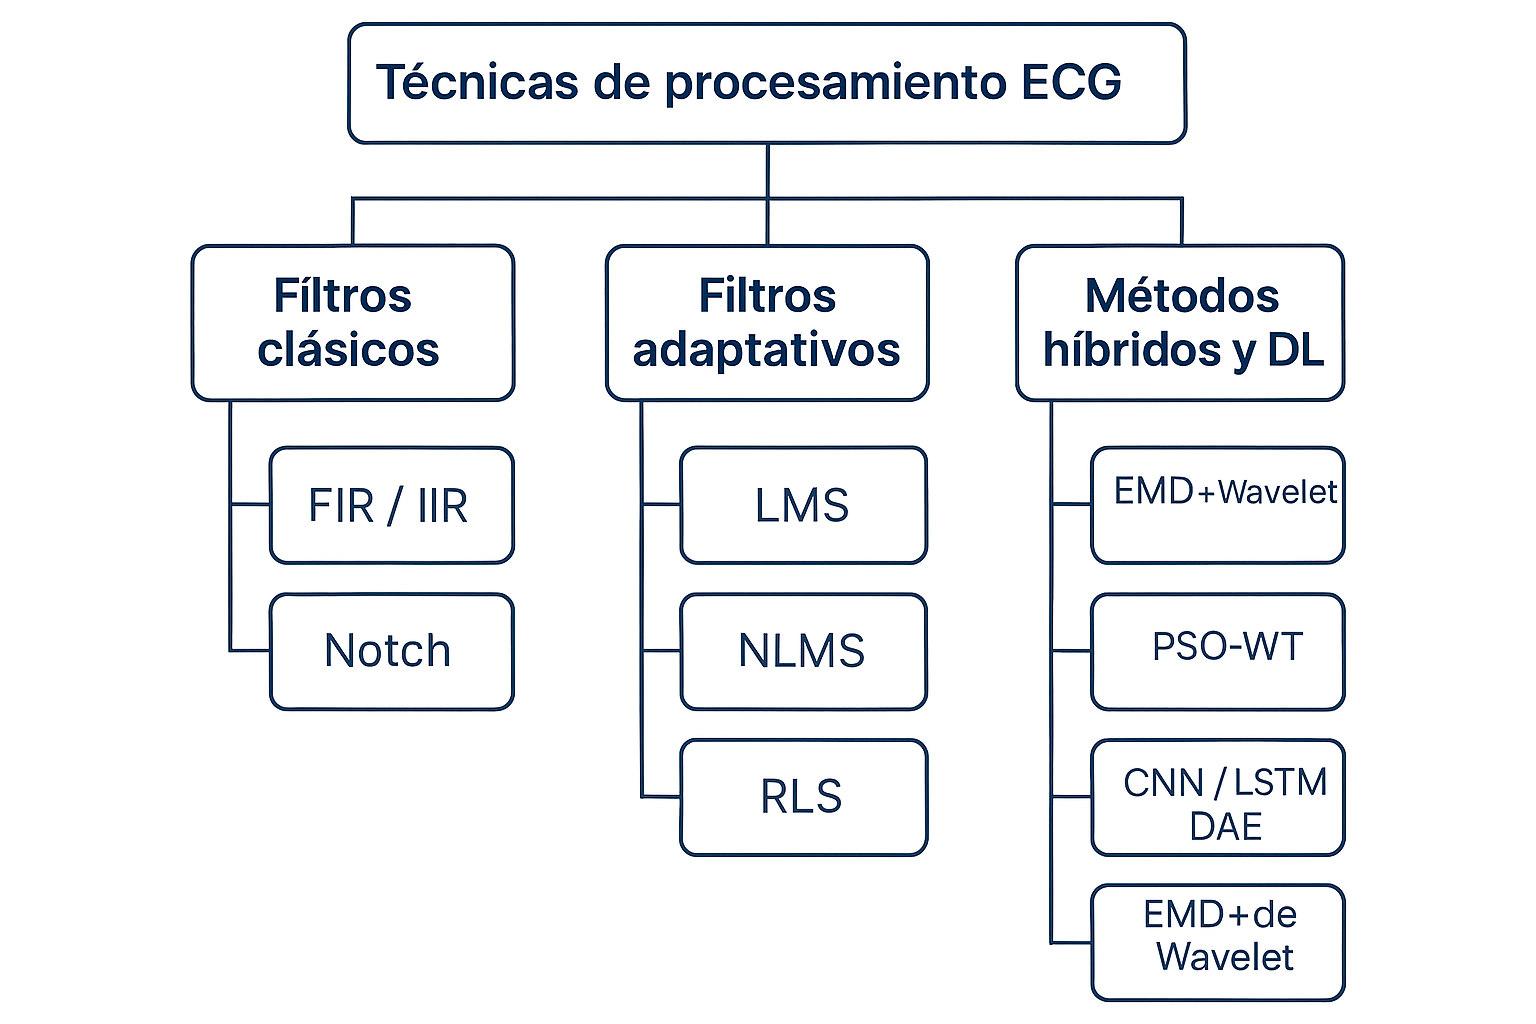 Técnicas de procesamiento ECG
Fíltros
clásicos
FIR / IIR
Notch
Filtros
adaptativos
LMS
NLMS
RLS
Métodos
híbridos y DL
EMD+Wavelet
PSO-WT
CNN / LSTM
DAE
EMD+de
Wavelet